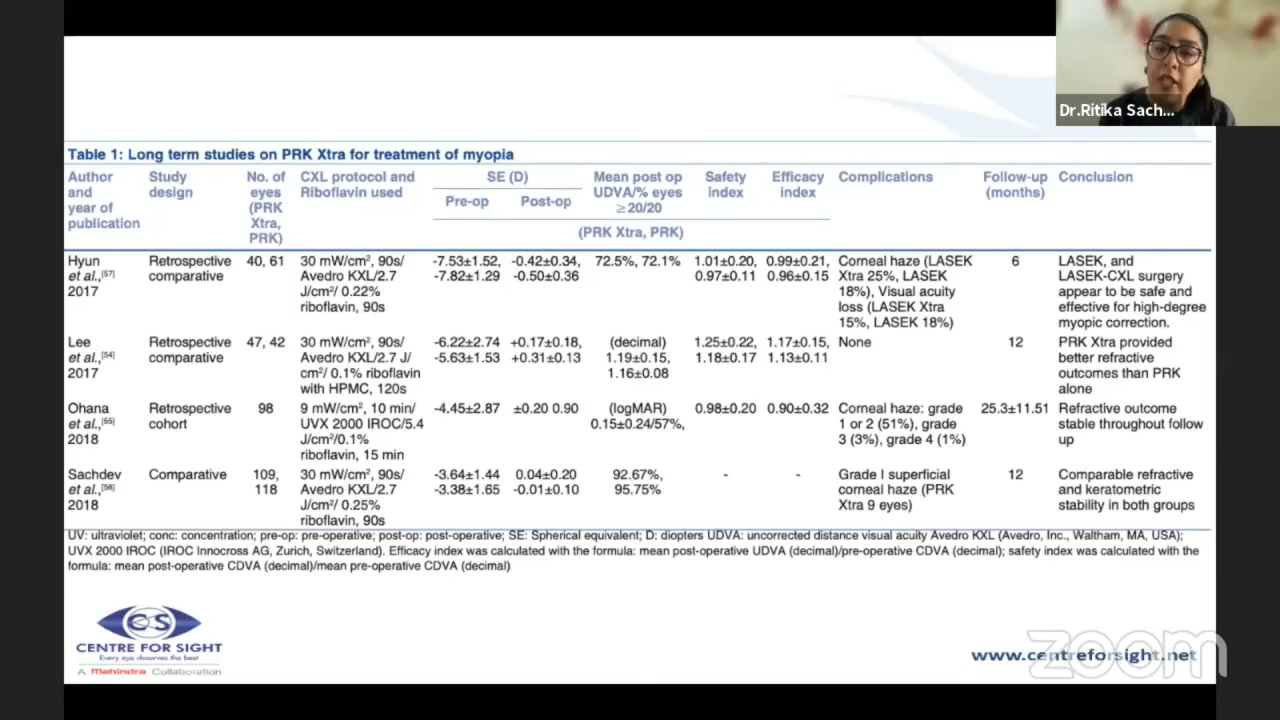 Dr.Ritika Sach...
Table 1: Long term studies on PRK Xtra for treatment of myopia
Author and year of publication
Study design
No. of eyes (PRK Xtra, PRK)
CXL protocol and Riboflavin used
SE (D)
Pre-op
Post-op
Mean post op UDVA/% eyes ≥20/20
Safety index
Efficacy index
(PRK Xtra, PRK)
Complications
Follow-up (months)
Conclusion
Hyun et al.,[57] 2017
Retrospective comparative
40, 61
30 mW/cm², 90s/ Avedro KXL/2.7 J/cm²/ 0.22% riboflavin, 90s
-7.53±1.52, -7.82±1.29
-0.42±0.34, -0.50±0.36
72.5%, 72.1%
1.01±0.20, 0.97±0.11
0.99±0.21, 0.96±0.15
Corneal haze (LASEK Xtra 25%, LASEK 18%), Visual acuity loss (LASEK Xtra 15%, LASEK 18%)
6
LASEK, and LASEK-CXL surgery appear to be safe and effective for high-degree myopic correction.
Lee et al.,[54] 2017
Retrospective comparative
47, 42
30 mW/cm², 90s/ Avedro KXL/2.7 J/ cm²/ 0.1% riboflavin with HPMC, 120s
-6.22±2.74 -5.63±1.53
+0.17±0.18, +0.31±0.13
(decimal) 1.19±0.15, 1.16±0.08
1.25±0.22, 1.18±0.17
1.17±0.15, 1.13±0.11
None
12
PRK Xtra provided better refractive outcomes than PRK alone
Ohana et al.,[55] 2018
Retrospective cohort
98
9 mW/cm², 10 min/ UVX 2000 IROC/5.4 J/cm²/0.1% riboflavin, 15 min
-4.45±2.87
±0.20 0.90
(logMAR) 0.15±0.24/57%,
0.98±0.20
0.90±0.32
Corneal haze: grade 1 or 2 (51%), grade 3 (3%), grade 4 (1%)
25.3±11.51
Refractive outcome stable throughout follow up
Sachdev et al.,[56] 2018
Comparative
109, 118
30 mW/cm², 90s/ Avedro KXL/2.7 J/cm²/ 0.25% riboflavin, 90s
-3.64±1.44 -3.38±1.65
0.04±0.20 -0.01±0.10
92.67%, 95.75%
-
-
Grade I superficial corneal haze (PRK Xtra 9 eyes)
12
Comparable refractive and keratometric stability in both groups
UV: ultraviolet; conc: concentration; pre-op: pre-operative; post-op: post-operative; SE: Spherical equivalent; D: diopters UDVA: uncorrected distance visual acuity Avedro KXL (Avedro, Inc., Waltham, MA, USA);
UVX 2000 IROC (IROC Innocross AG, Zurich, Switzerland). Efficacy index was calculated with the formula: mean post-operative UDVA (decimal)/pre-operative CDVA (decimal); safety index was calculated with the
formula: mean post-operative CDVA (decimal)/mean pre-operative CDVA (decimal)
CS
CENTRE FOR SIGHT
Every eye deserves the best
A Mahindra Collaboration
www.centreforsight.net
zoom